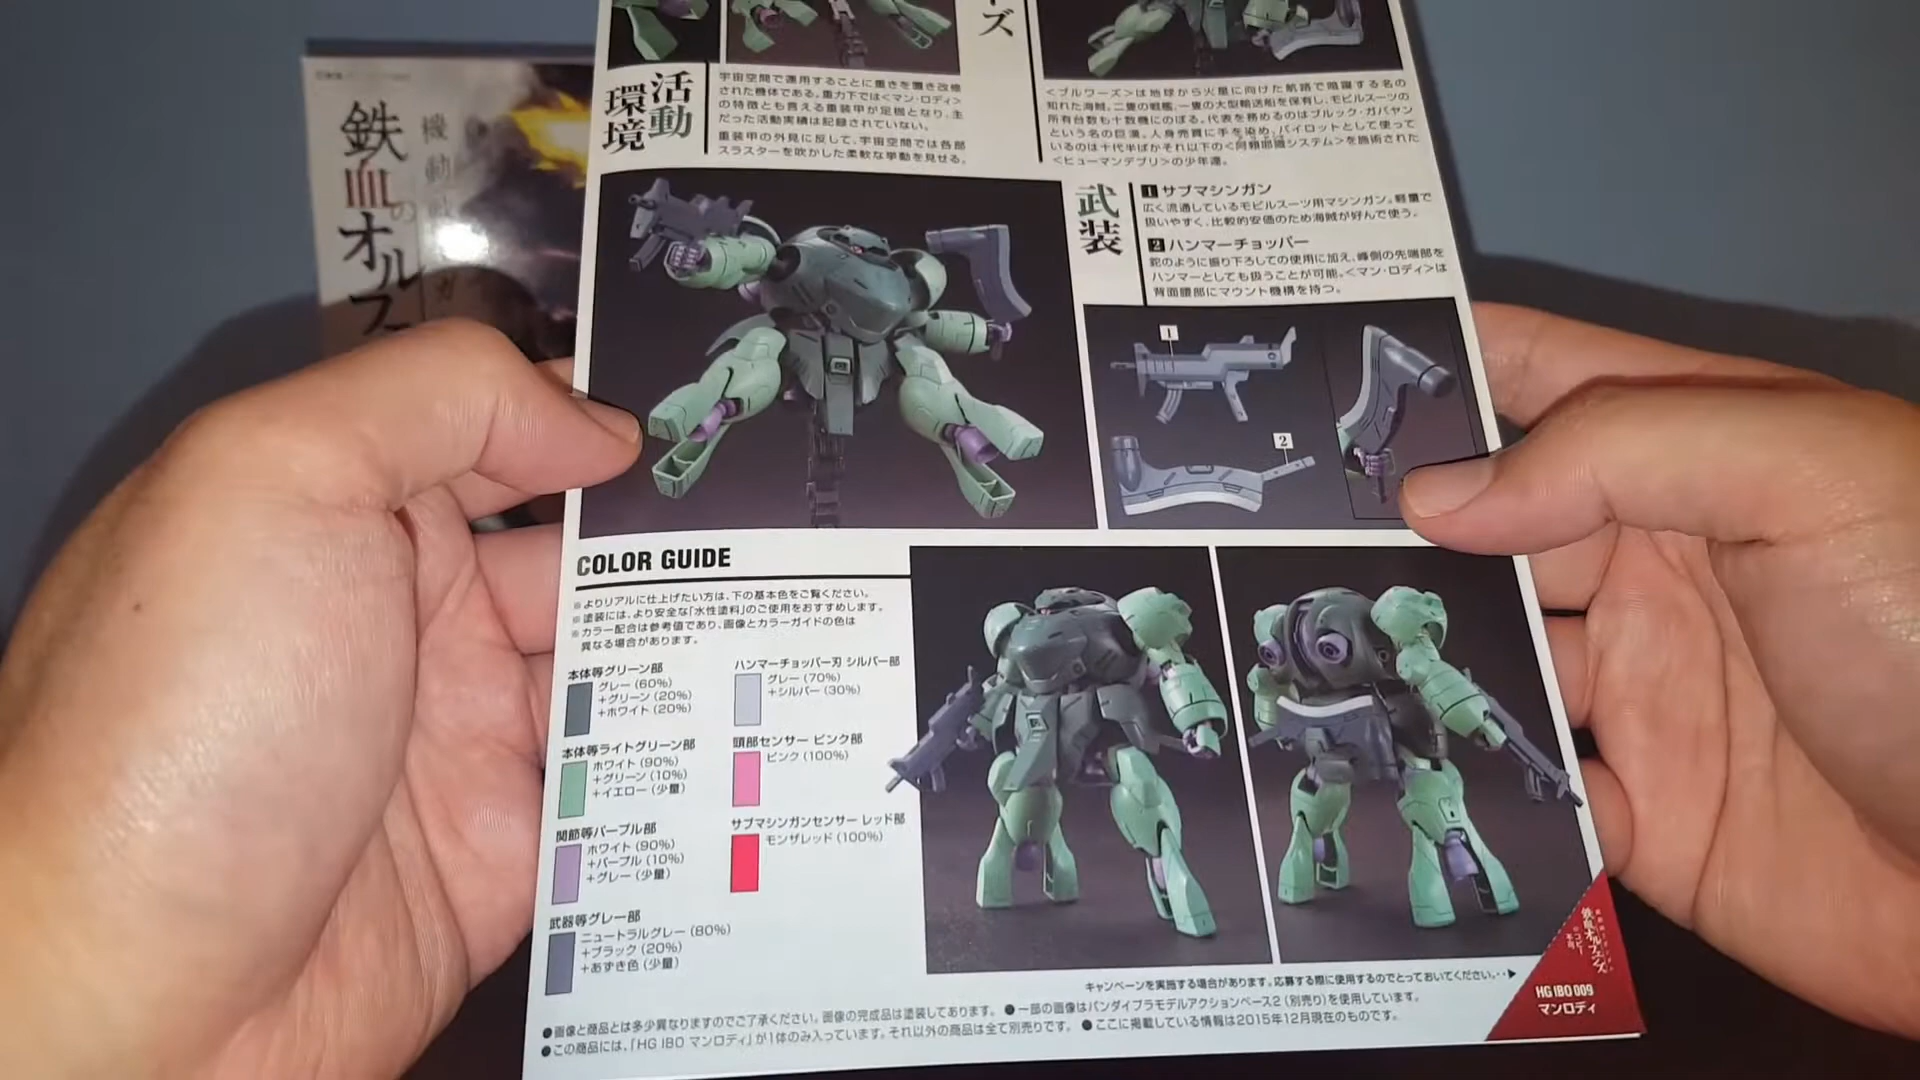 鉄血の
オルフ
機動戦
活動
環境
宇宙空間で運用することに重きを置き改修
された機体である。重力下では<マン・ロディ>
の特徴とも言える重装甲が足枷となり、主
だった活動実績は記録されていない。
重装甲の外見に反して、宇宙空間では各部
スラスターを吹かした柔軟な挙動を見せる。
ーズ
<ブルワーズ>は地球から火星に向けた航路で暗躍する名の
知れた海賊。二隻の戦艦、一隻の大型輸送船を保有し、モビルスーツの
所有台数も十数機にのぼる。代表を務めるのはブルック・カバヤン
という名の巨漢。人身売買に手を染め、パイロットとして使って
いるのは十代半ばかそれ以下の<阿頼耶識システム>を施術された
<ヒューマンデブリ>の少年達。
武装
1 サブマシンガン
広く流通しているモビルスーツ用マシンガン。軽量で
扱いやすく、比較的安価のため海賊が好んで使う。
2 ハンマーチョッパー
鉈のように振り下ろしての使用に加え、峰側の先端部を
ハンマーとしても扱うことが可能。<マン・ロディ>は
背面腰部にマウント機構を持つ。
1
2
COLOR GUIDE
※よりリアルに仕上げたい方は、下の基本色をご覧ください。
※塗装には、より安全な「水性塗料」のご使用をおすすめします。
※カラー配合は参考値であり、画像とカラーガイドの色は
異なる場合があります。
本体等グリーン部
グレー(60%)
+グリーン(20%)
+ホワイト(20%)
本体等ライトグリーン部
ホワイト(90%)
+グリーン(10%)
+イエロー(少量)
関節等パープル部
ホワイト(90%)
+パープル(10%)
+グレー(少量)
武器等グレー部
ニュートラルグレー(80%)
+ブラック(20%)
+あずき色(少量)
ハンマーチョッパー刃 シルバー部
グレー(70%)
+シルバー(30%)
頭部センサー ピンク部
ピンク(100%)
サブマシンガンセンサー レッド部
モンザレッド(100%)
キャンペーンを実施する場合があります。応募する際に使用するのでとっておいてください。‥▶
鉄血のオルフェンズ
HG IBO 009
マンロディ
●画像と商品とは多少異なりますのでご了承ください。画像の完成品は塗装してあります。 ●一部の画像はバンダイプラモデルアクションベース2(別売り)を使用しています。
●この商品には、「HG IBO マンロディ」が1体のみ入っています。それ以外の商品は全て別売りです。 ●ここに掲載している情報は2015年12月現在のものです。